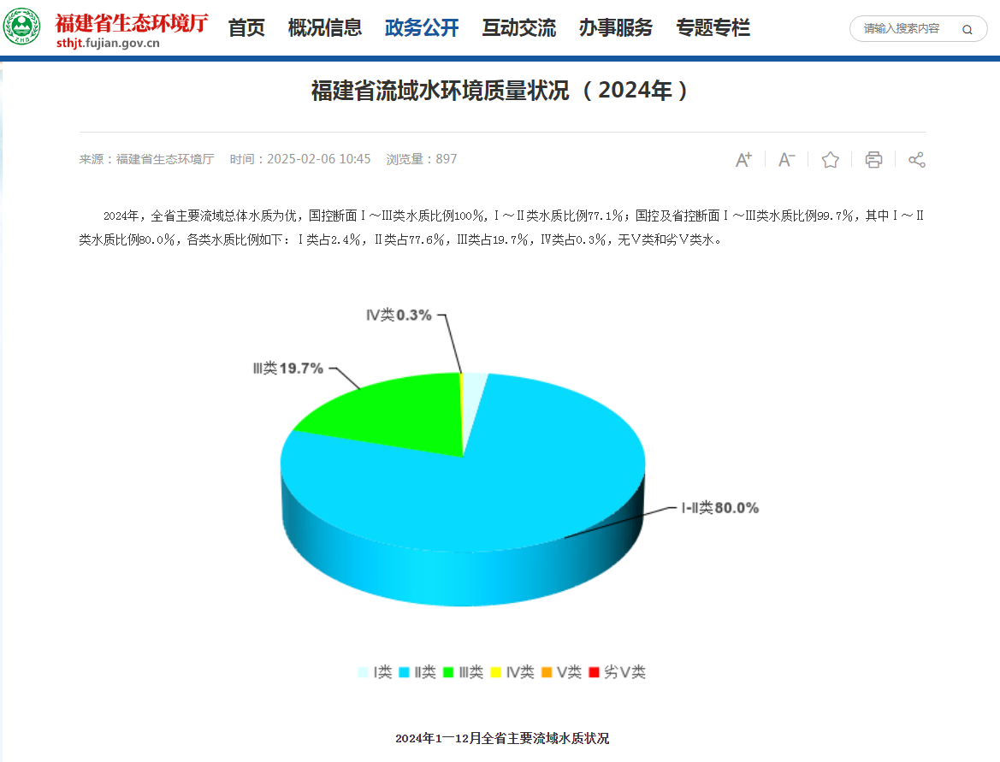 福建省生态环境厅
sthjt.fujian.gov.cn
首页 概况信息 政务公开 互动交流 办事服务 专题专栏
请输入搜索内容
福建省流域水环境质量状况 （ 2024年 ）
来源：福建省生态环境厅 时间：2025-02-06 10:45 浏览量：897
A+ A−
2024年，全省主要流域总体水质为优，国控断面Ⅰ～Ⅲ类水质比例100%, Ⅰ～Ⅱ类水质比例77.1%；国控及省控断面Ⅰ～Ⅲ类水质比例99.7%，其中Ⅰ～Ⅱ
类水质比例80.0%，各类水质比例如下：Ⅰ类占2.4%，Ⅱ类占77.6%，Ⅲ类占19.7%，Ⅳ类占0.3%，无Ⅴ类和劣Ⅴ类水。
Ⅳ类0.3%
Ⅲ类19.7%
Ⅰ-Ⅱ类80.0%
Ⅰ类 Ⅱ类 Ⅲ类 Ⅳ类 Ⅴ类 劣Ⅴ类
2024年1—12月全省主要流域水质状况